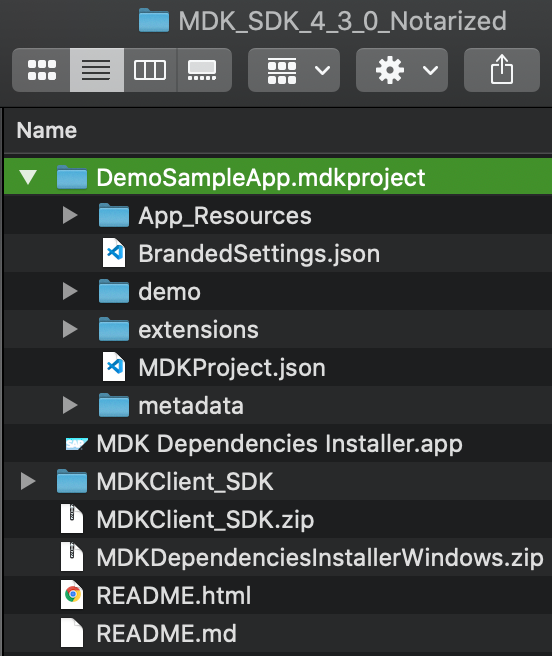 MDK_SDK_4_3_0_Notarized
Name
DemoSampleApp.mdkproject
App_Resources
BrandedSettings.json
demo
extensions
MDKProject.json
metadata
SAP MDK Dependencies Installer.app
MDKClient_SDK
MDKClient_SDK.zip
MDKDependenciesInstallerWindows.zip
README.html
README.md